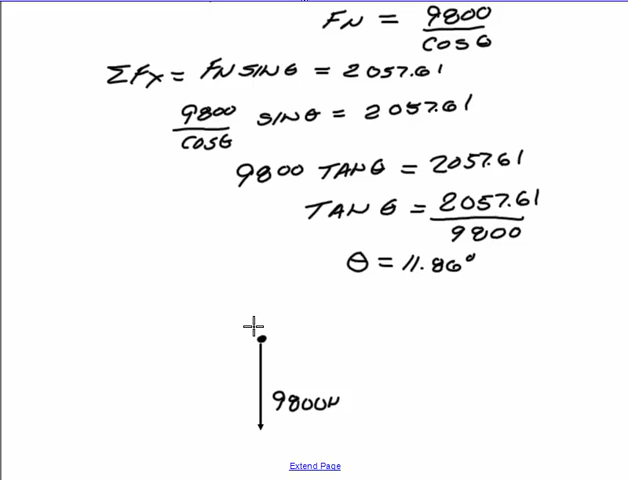 FN = 9800/COSθ
ΣFx = FN SINθ = 2057.61
9800/COSθ SINθ = 2057.61
9800 TANθ = 2057.61
TAN θ = 2057.61/9800
θ = 11.86°
9800N
Extend Page